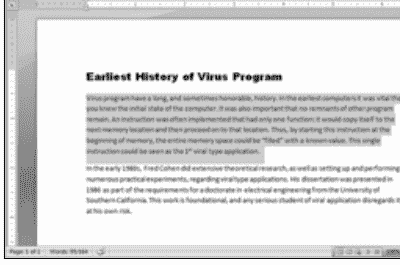 Earliest History of Virus Program
Virus program have a long, and sometimes honorable, history. In the earliest computers it was vital tha
you knew the initial state of the computer. It was also important that no remnants of other program
remain. An instruction was often implemented that had only one function: it would copy itself to the
next memory location and then proceed on to that location. Thus, by starting this instruction at the
beginning of memory, the entire memory space could be "filled" with a known value. This single
instruction could be seen as the 1st viral type application.
In the early 1980s, Fred Cohen did extensive theoretical research, as well as setting up and performing
numerous practical experiments, regarding viral type applications. His dissertation was presented in
1986 as part of the requirements for a doctorate in electrical engineering from the University of
Southern California. This work is foundational, and any serious student of viral application disregards it
at his own risk.
Page: 1 of 1 Words: 95/164